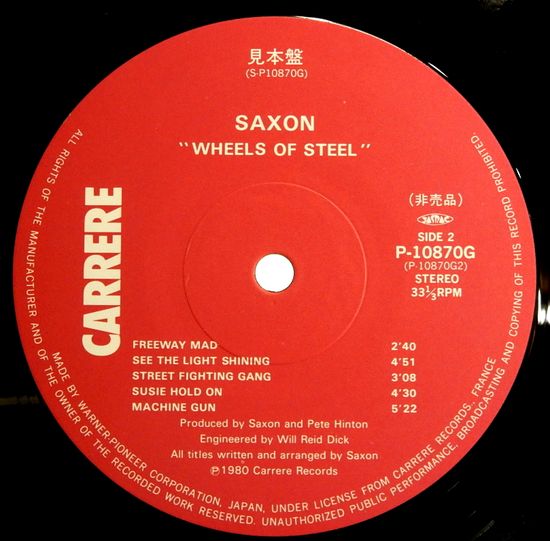 見本盤
(S-P10870G)
SAXON
"WHEELS OF STEEL"
CARRERE
(非売品)
JASRAC
SIDE 2
P-10870G
(P-10870G2)
STEREO
33⅓RPM
FREEWAY MAD 2'40
SEE THE LIGHT SHINING 4'51
STREET FIGHTING GANG 3'08
SUSIE HOLD ON 4'30
MACHINE GUN 5'22
Produced by Saxon and Pete Hinton
Engineered by Will Reid Dick
All titles written and arranged by Saxon
℗1980 Carrere Records
MADE BY WARNER-PIONEER CORPORATION, JAPAN, UNDER LICENSE FROM CARRERE RECORDS, FRANCE
ALL RIGHTS OF THE MANUFACTURER AND OF THE OWNER OF THE RECORDED WORK RESERVED. UNAUTHORIZED PUBLIC PERFORMANCE, BROADCASTING AND COPYING OF THIS RECORD PROHIBITED.